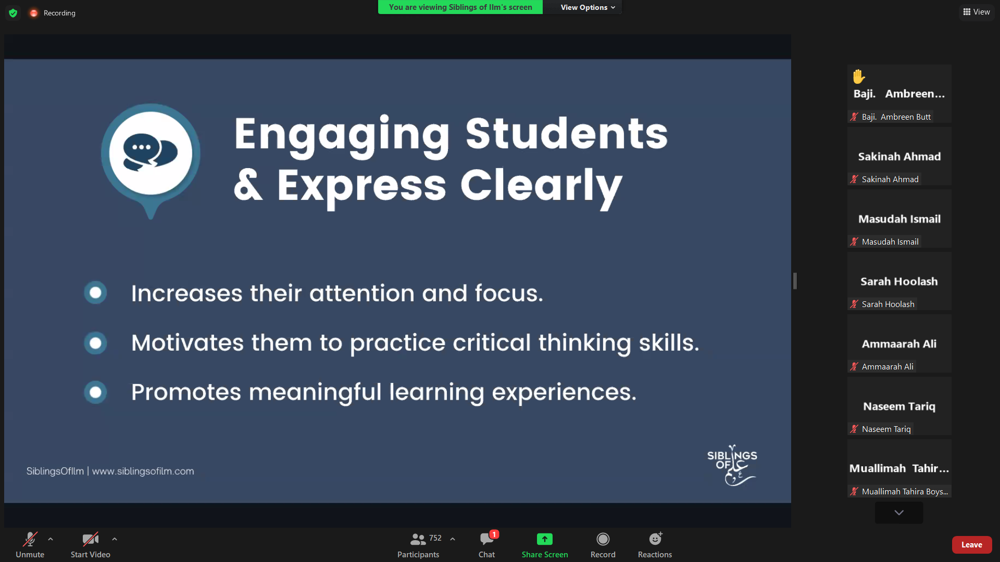 Recording
You are viewing Siblings of Ilm's screen
View Options
View
Engaging Students
& Express Clearly
Increases their attention and focus.
Motivates them to practice critical thinking skills.
Promotes meaningful learning experiences.
SiblingsOfIlm | www.siblingsofilm.com
SIBLINGS
OF علم
Baji. Ambreen...
Baji. Ambreen Butt
Sakinah Ahmad
Sakinah Ahmad
Masudah Ismail
Masudah Ismail
Sarah Hoolash
Sarah Hoolash
Ammaarah Ali
Ammaarah Ali
Naseem Tariq
Naseem Tariq
Muallimah Tahir...
Muallimah Tahira Boys...
Unmute
Start Video
752
Participants
1
Chat
Share Screen
Record
Reactions
Leave